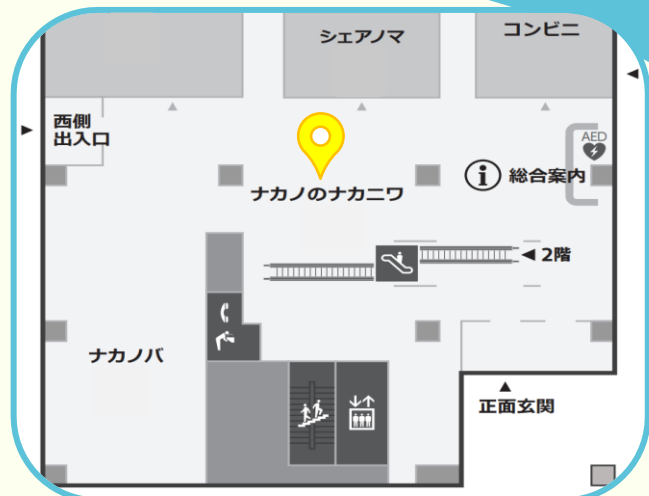 シェアノマ
コンビニ
西側
出入口
AED
i 総合案内
ナカノのナカニワ
2階
ナカノバ
正面玄関